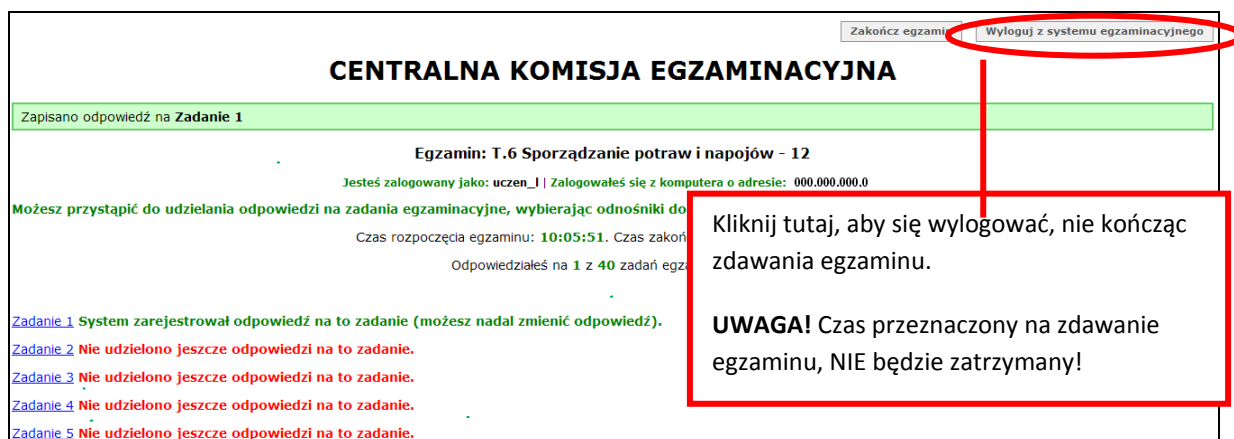 Zakończ egzamin Wyloguj z systemu egzaminacyjnego
CENTRALNA KOMISJA EGZAMINACYJNA
Zapisano odpowiedź na Zadanie 1
Egzamin: T.6 Sporządzanie potraw i napojów - 12
Jesteś zalogowany jako: uczen_l | Zalogowałeś się z komputera o adresie: 000.000.000.0
Możesz przystąpić do udzielania odpowiedzi na zadania egzaminacyjne, wybierając odnośniki do
Czas rozpoczęcia egzaminu: 10:05:51. Czas zakoń
Odpowiedziałeś na 1 z 40 zadań egz
Kliknij tutaj, aby się wylogować, nie kończąc
zdawania egzaminu.
UWAGA! Czas przeznaczony na zdawanie
egzaminu, NIE będzie zatrzymany!
Zadanie 1 System zarejestrował odpowiedź na to zadanie (możesz nadal zmienić odpowiedź).
Zadanie 2 Nie udzielono jeszcze odpowiedzi na to zadanie.
Zadanie 3 Nie udzielono jeszcze odpowiedzi na to zadanie.
Zadanie 4 Nie udzielono jeszcze odpowiedzi na to zadanie.
Zadanie 5 Nie udzielono jeszcze odpowiedzi na to zadanie.